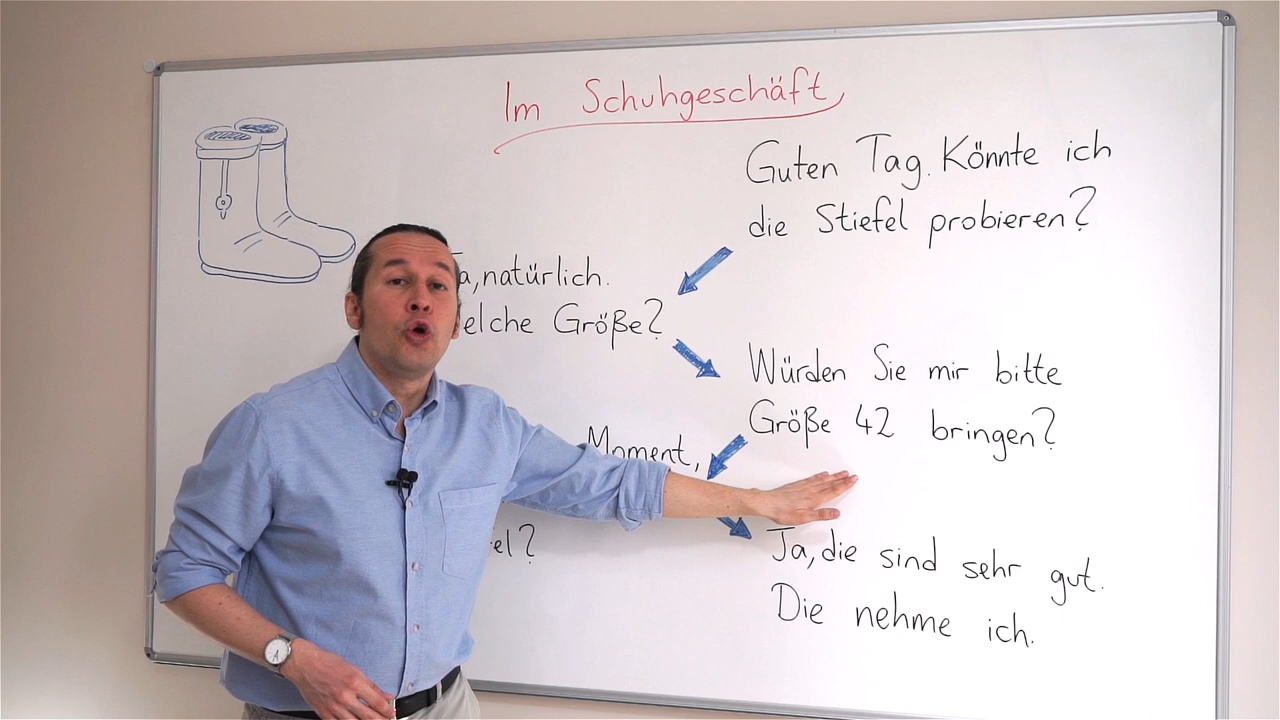 Im Schuhgeschäft
Guten Tag. Könnte ich
die Stiefel probieren?
a, natürlich.
elche Größe?
Würden Sie mir bitte
Größe 42 bringen?
Moment,
el?
Ja, die sind sehr gut.
Die nehme ich.